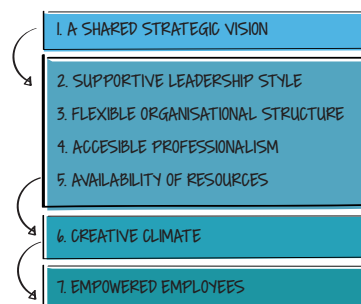 1. A SHARED STRATEGIC VISION
2. SUPPORTIVE LEADERSHIP STYLE
3. FLEXIBLE ORGANISATIONAL STRUCTURE
4. ACCESIBLE PROFESSIONALISM
5. AVAILABILITY OF RESOURCES
6. CREATIVE CLIMATE
7. EMPOWERED EMPLOYEES